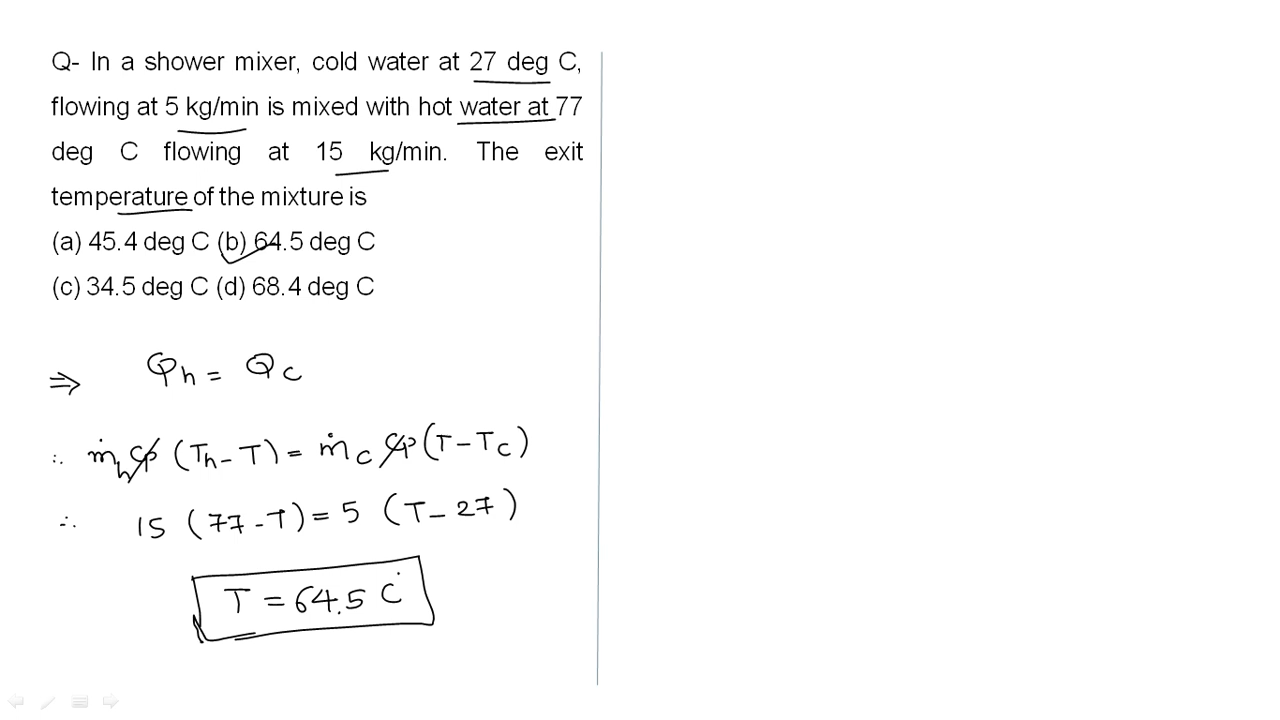 Q- In a shower mixer, cold water at 27 deg C,
flowing at 5 kg/min is mixed with hot water at 77
deg C flowing at 15 kg/min. The exit
temperature of the mixture is
(a) 45.4 deg C (b) 64.5 deg C
(c) 34.5 deg C (d) 68.4 deg C
⇒ Qh = Qc
∴ ṁh cp (Th - T) = ṁc cp (T - Tc)
∴ 15 (77 - T) = 5 (T - 27)
T = 64.5 °C